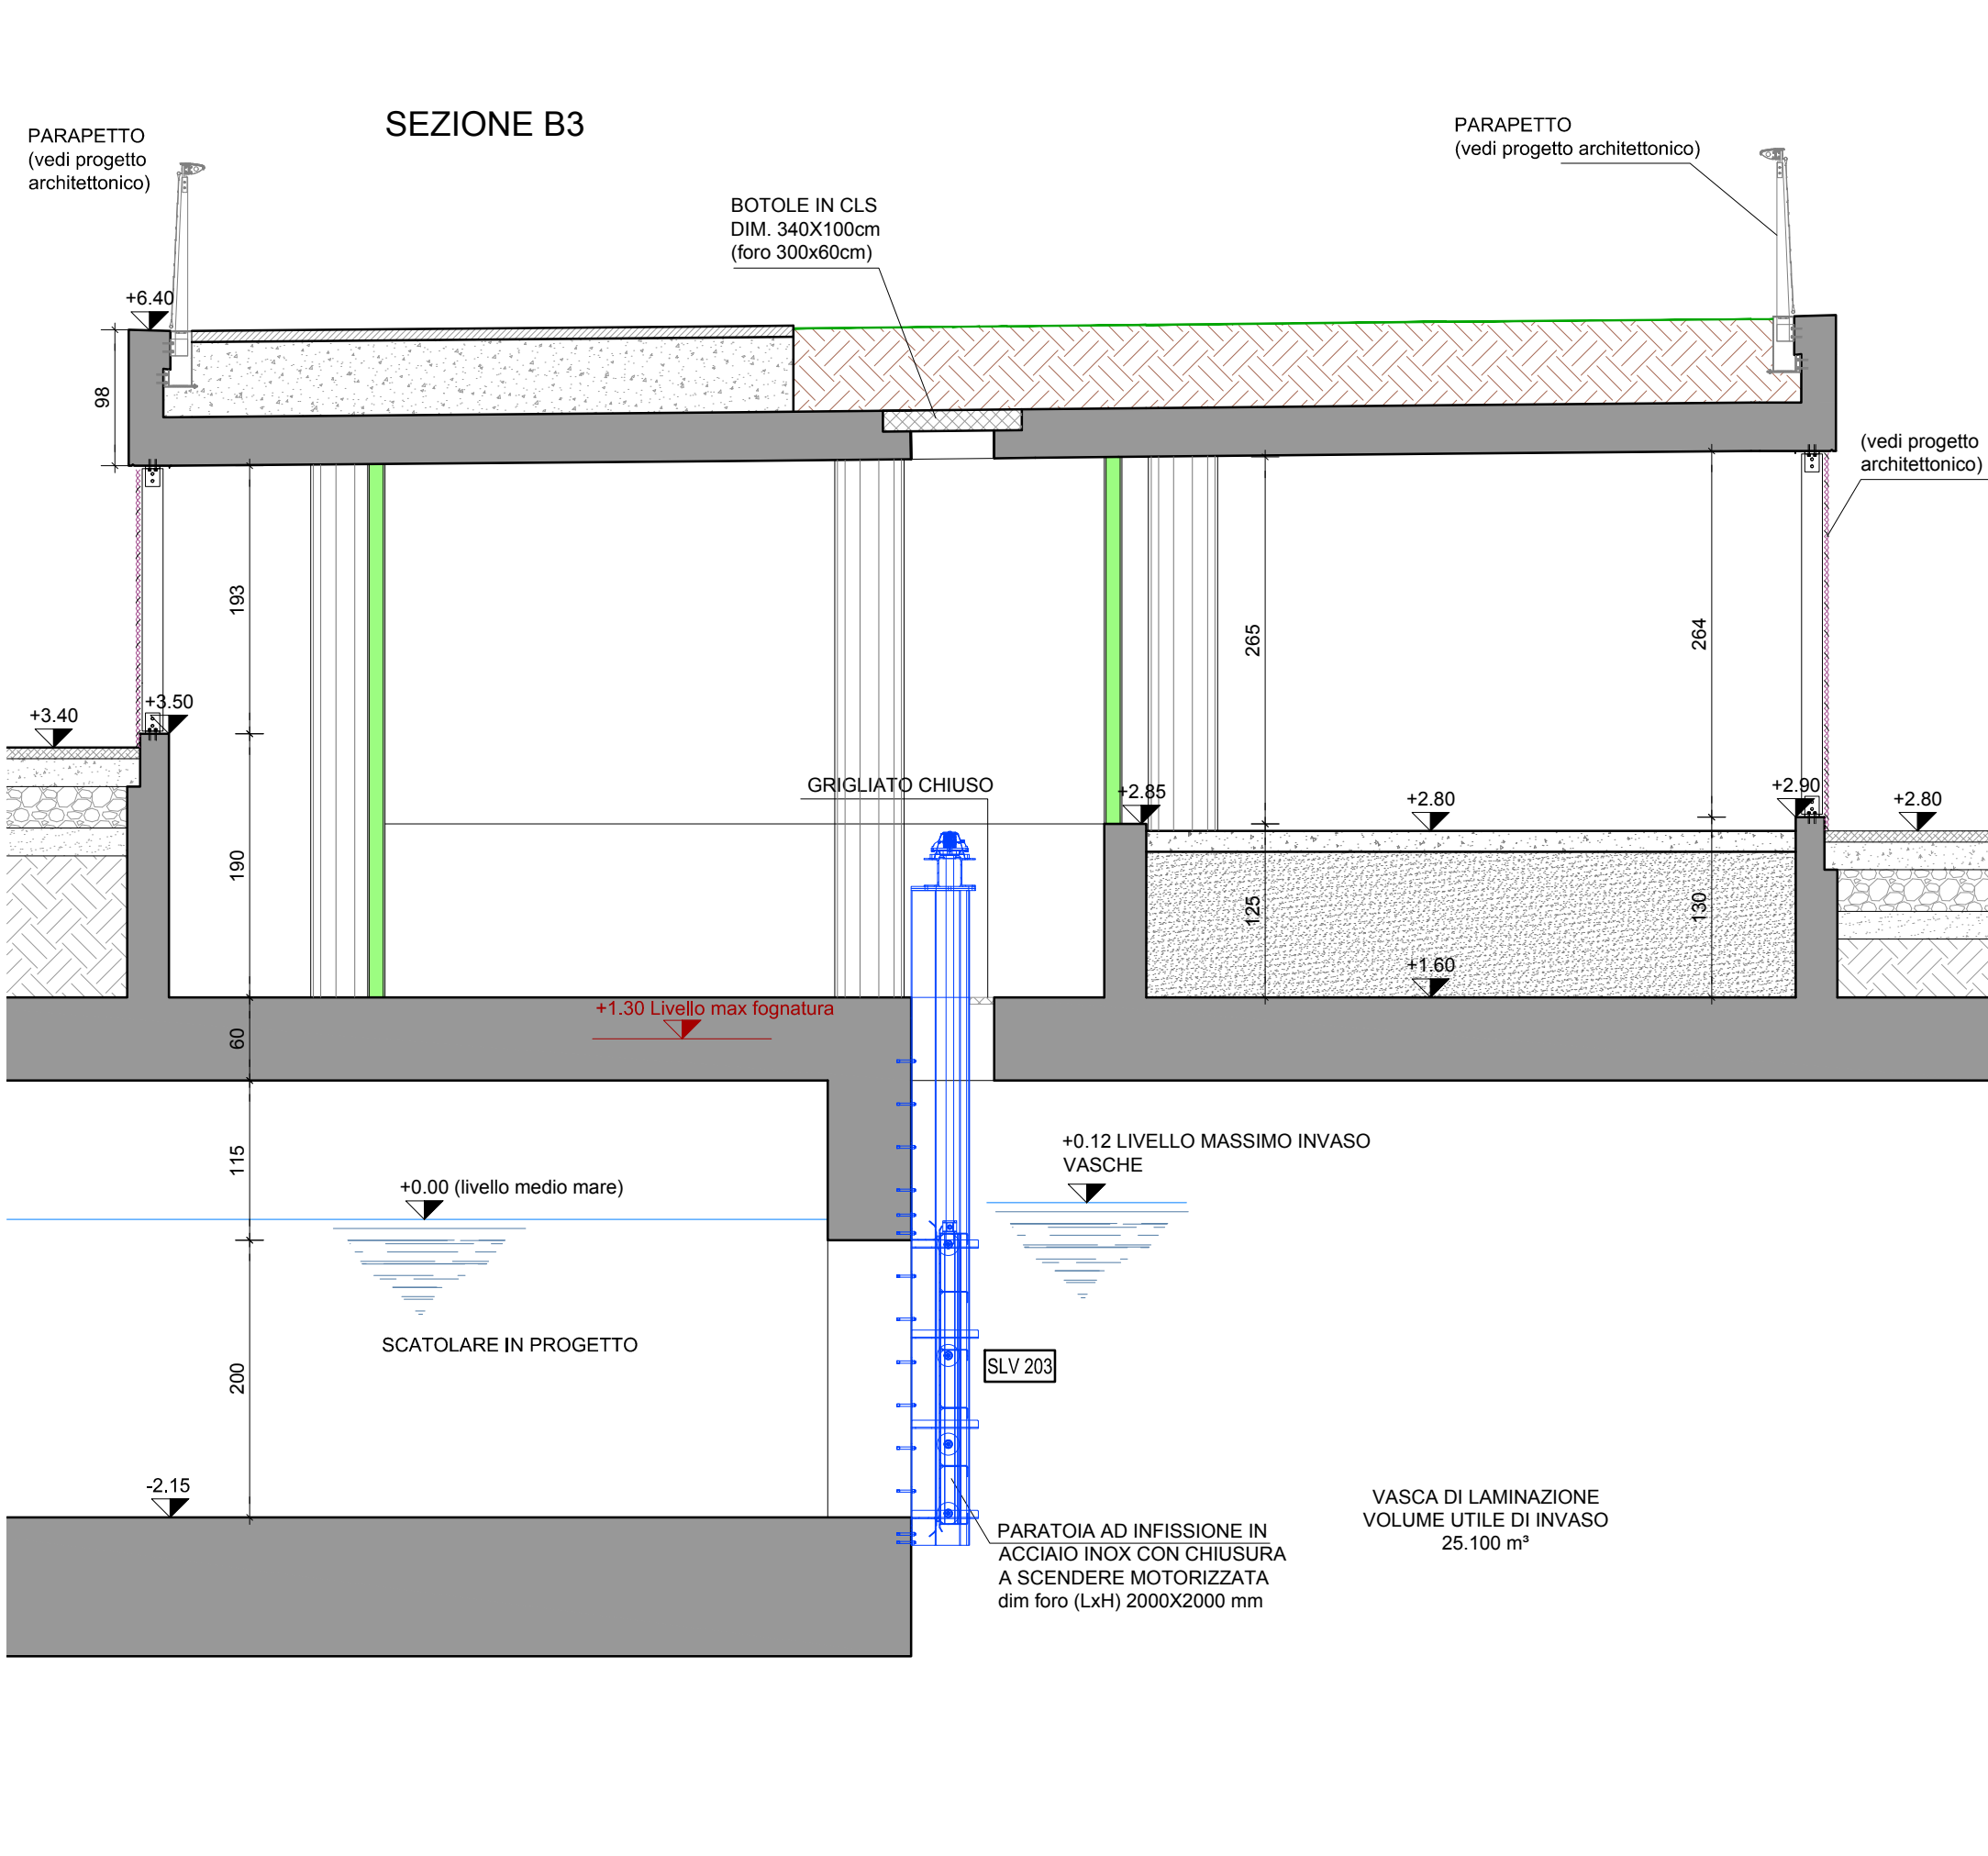 SEZIONE B3
PARAPETTO
(vedi progetto
architettonico)
PARAPETTO
(vedi progetto architettonico)
BOTOLE IN CLS
DIM. 340X100cm
(foro 300x60cm)
+6.40
98
(vedi progetto
architettonico)
193
265
264
+3.40
+3.50
GRIGLIATO CHIUSO
+2.85
+2.80
+2.90
+2.80
190
125
130
+1.60
+1.30 Livello max fognatura
60
115
+0.12 LIVELLO MASSIMO INVASO
VASCHE
+0.00 (livello medio mare)
SCATOLARE IN PROGETTO
SLV 203
200
-2.15
PARATOIA AD INFISSIONE IN
ACCIAIO INOX CON CHIUSURA
A SCENDERE MOTORIZZATA
dim foro (LxH) 2000X2000 mm
VASCA DI LAMINAZIONE
VOLUME UTILE DI INVASO
25.100 m³